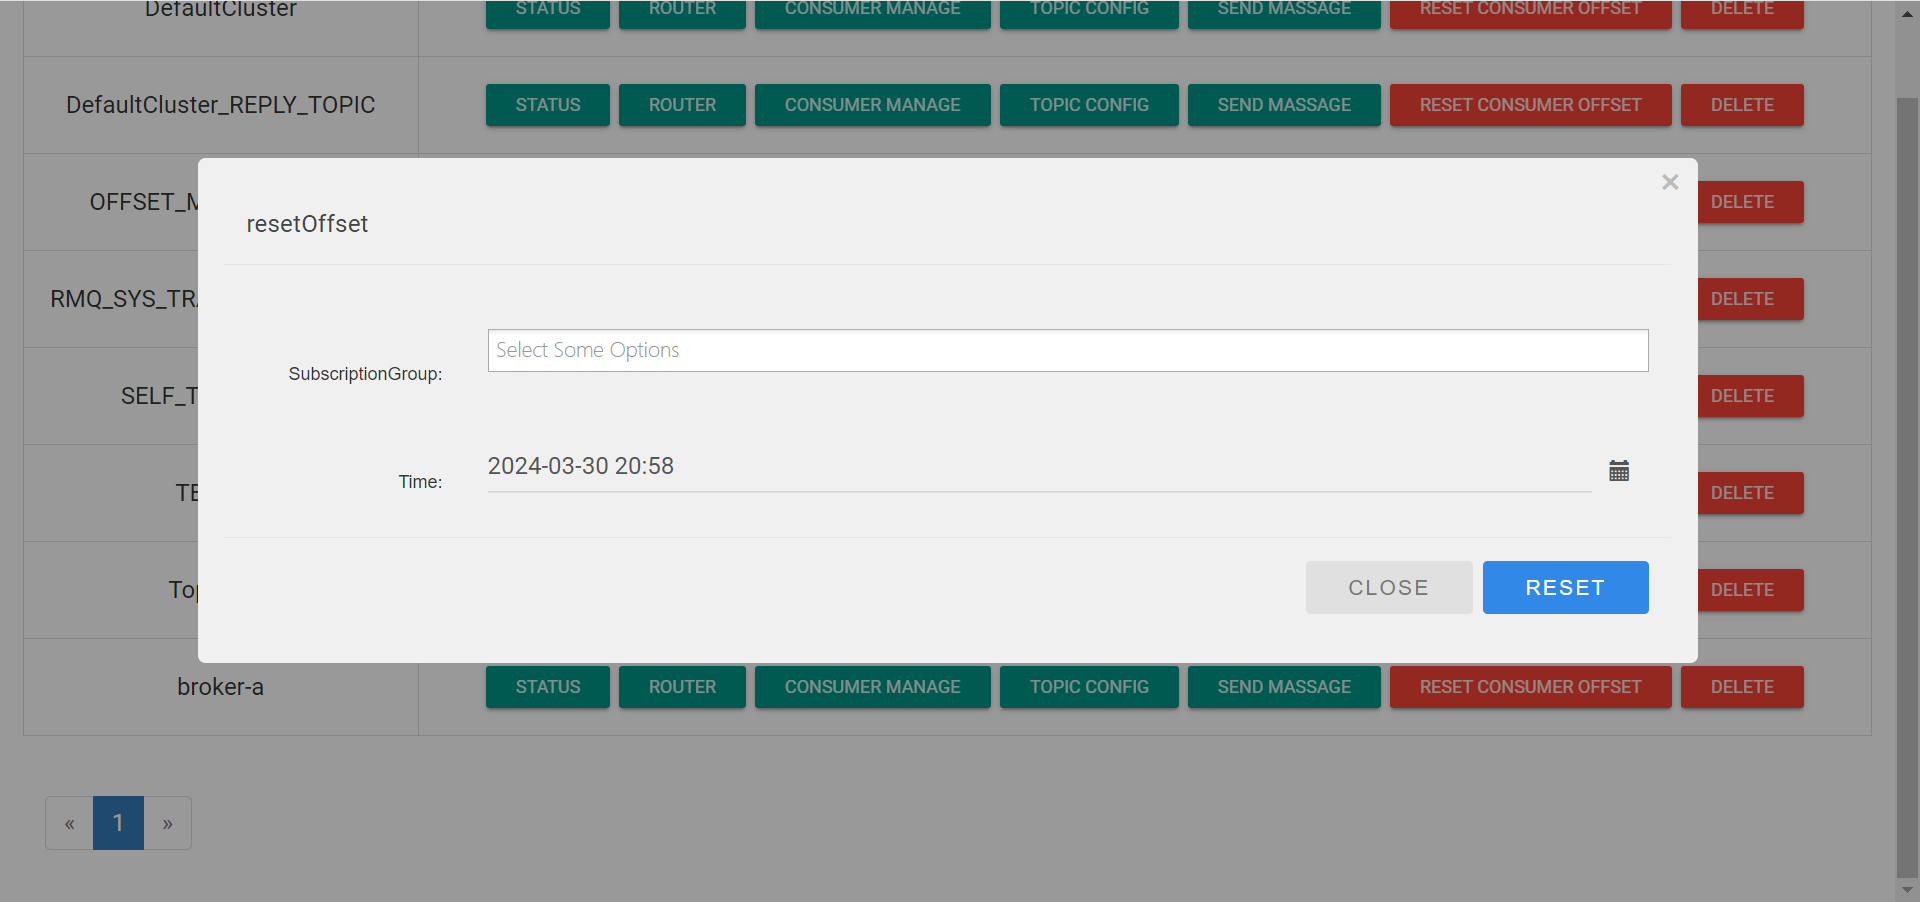 DefaultCluster STATUS ROUTER CONSUMER MANAGE TOPIC CONFIG SEND MASSAGE RESET CONSUMER OFFSET DELETE
DefaultCluster_REPLY_TOPIC STATUS ROUTER CONSUMER MANAGE TOPIC CONFIG SEND MASSAGE RESET CONSUMER OFFSET DELETE
×
OFFSET_M DELETE
resetOffset
RMQ_SYS_TRA DELETE
Select Some Options
SubscriptionGroup:
SELF_T DELETE
2024-03-30 20:58
Time:
TE DELETE
CLOSE RESET
Top DELETE
broker-a STATUS ROUTER CONSUMER MANAGE TOPIC CONFIG SEND MASSAGE RESET CONSUMER OFFSET DELETE
« 1 »